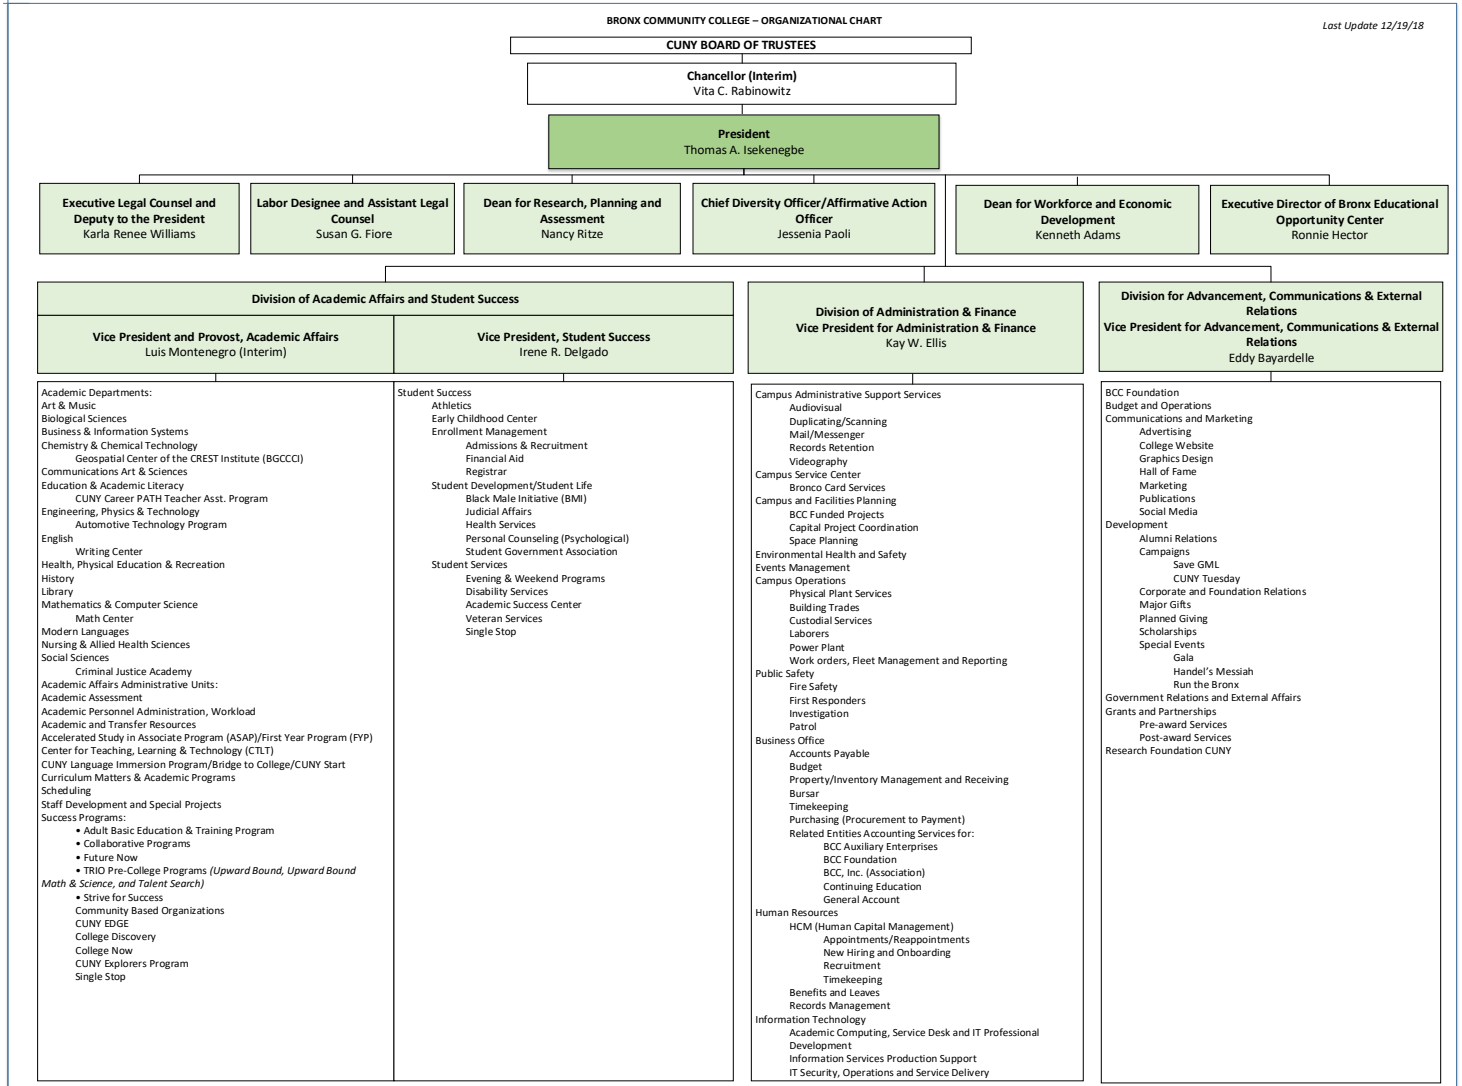 BRONX COMMUNITY COLLEGE – ORGANIZATIONAL CHART
Last Update 12/19/18
CUNY BOARD OF TRUSTEES
Chancellor (Interim)
Vita C. Rabinowitz
President
Thomas A. Isekenegbe
Executive Legal Counsel and
Deputy to the President
Karla Renee Williams
Labor Designee and Assistant Legal
Counsel
Susan G. Fiore
Dean for Research, Planning and
Assessment
Nancy Ritze
Chief Diversity Officer/Affirmative Action
Officer
Jessenia Paoli
Dean for Workforce and Economic
Development
Kenneth Adams
Executive Director of Bronx Educational
Opportunity Center
Ronnie Hector
Division of Academic Affairs and Student Success
Vice President and Provost, Academic Affairs
Luis Montenegro (Interim)
Academic Departments:
Art & Music
Biological Sciences
Business & Information Systems
Chemistry & Chemical Technology
Geospatial Center of the CREST Institute (BGCCCI)
Communications Art & Sciences
Education & Academic Literacy
CUNY Career PATH Teacher Asst. Program
Engineering, Physics & Technology
Automotive Technology Program
English
Writing Center
Health, Physical Education & Recreation
History
Library
Mathematics & Computer Science
Math Center
Modern Languages
Nursing & Allied Health Sciences
Social Sciences
Criminal Justice Academy
Academic Affairs Administrative Units:
Academic Assessment
Academic Personnel Administration, Workload
Academic and Transfer Resources
Accelerated Study in Associate Program (ASAP)/First Year Program (FYP)
Center for Teaching, Learning & Technology (CTLT)
CUNY Language Immersion Program/Bridge to College/CUNY Start
Curriculum Matters & Academic Programs
Scheduling
Staff Development and Special Projects
Success Programs:
• Adult Basic Education & Training Program
• Collaborative Programs
• Future Now
• TRIO Pre-College Programs (Upward Bound, Upward Bound
Math & Science, and Talent Search)
• Strive for Success
Community Based Organizations
CUNY EDGE
College Discovery
College Now
CUNY Explorers Program
Single Stop
Vice President, Student Success
Irene R. Delgado
Student Success
Athletics
Early Childhood Center
Enrollment Management
Admissions & Recruitment
Financial Aid
Registrar
Student Development/Student Life
Black Male Initiative (BMI)
Judicial Affairs
Health Services
Personal Counseling (Psychological)
Student Government Association
Student Services
Evening & Weekend Programs
Disability Services
Academic Success Center
Veteran Services
Single Stop
Division of Administration & Finance
Vice President for Administration & Finance
Kay W. Ellis
Campus Administrative Support Services
Audiovisual
Duplicating/Scanning
Mail/Messenger
Records Retention
Videography
Campus Service Center
Bronco Card Services
Campus and Facilities Planning
BCC Funded Projects
Capital Project Coordination
Space Planning
Environmental Health and Safety
Events Management
Campus Operations
Physical Plant Services
Building Trades
Custodial Services
Laborers
Power Plant
Work orders, Fleet Management and Reporting
Public Safety
Fire Safety
First Responders
Investigation
Patrol
Business Office
Accounts Payable
Budget
Property/Inventory Management and Receiving
Bursar
Timekeeping
Purchasing (Procurement to Payment)
Related Entities Accounting Services for:
BCC Auxiliary Enterprises
BCC Foundation
BCC, Inc. (Association)
Continuing Education
General Account
Human Resources
HCM (Human Capital Management)
Appointments/Reappointments
New Hiring and Onboarding
Recruitment
Timekeeping
Benefits and Leaves
Records Management
Information Technology
Academic Computing, Service Desk and IT Professional
Development
Information Services Production Support
IT Security, Operations and Service Delivery
Division for Advancement, Communications & External
Relations
Vice President for Advancement, Communications & External
Relations
Eddy Bayardelle
BCC Foundation
Budget and Operations
Communications and Marketing
Advertising
College Website
Graphics Design
Hall of Fame
Marketing
Publications
Social Media
Development
Alumni Relations
Campaigns
Save GML
CUNY Tuesday
Corporate and Foundation Relations
Major Gifts
Planned Giving
Scholarships
Special Events
Gala
Handel's Messiah
Run the Bronx
Government Relations and External Affairs
Grants and Partnerships
Pre-award Services
Post-award Services
Research Foundation CUNY